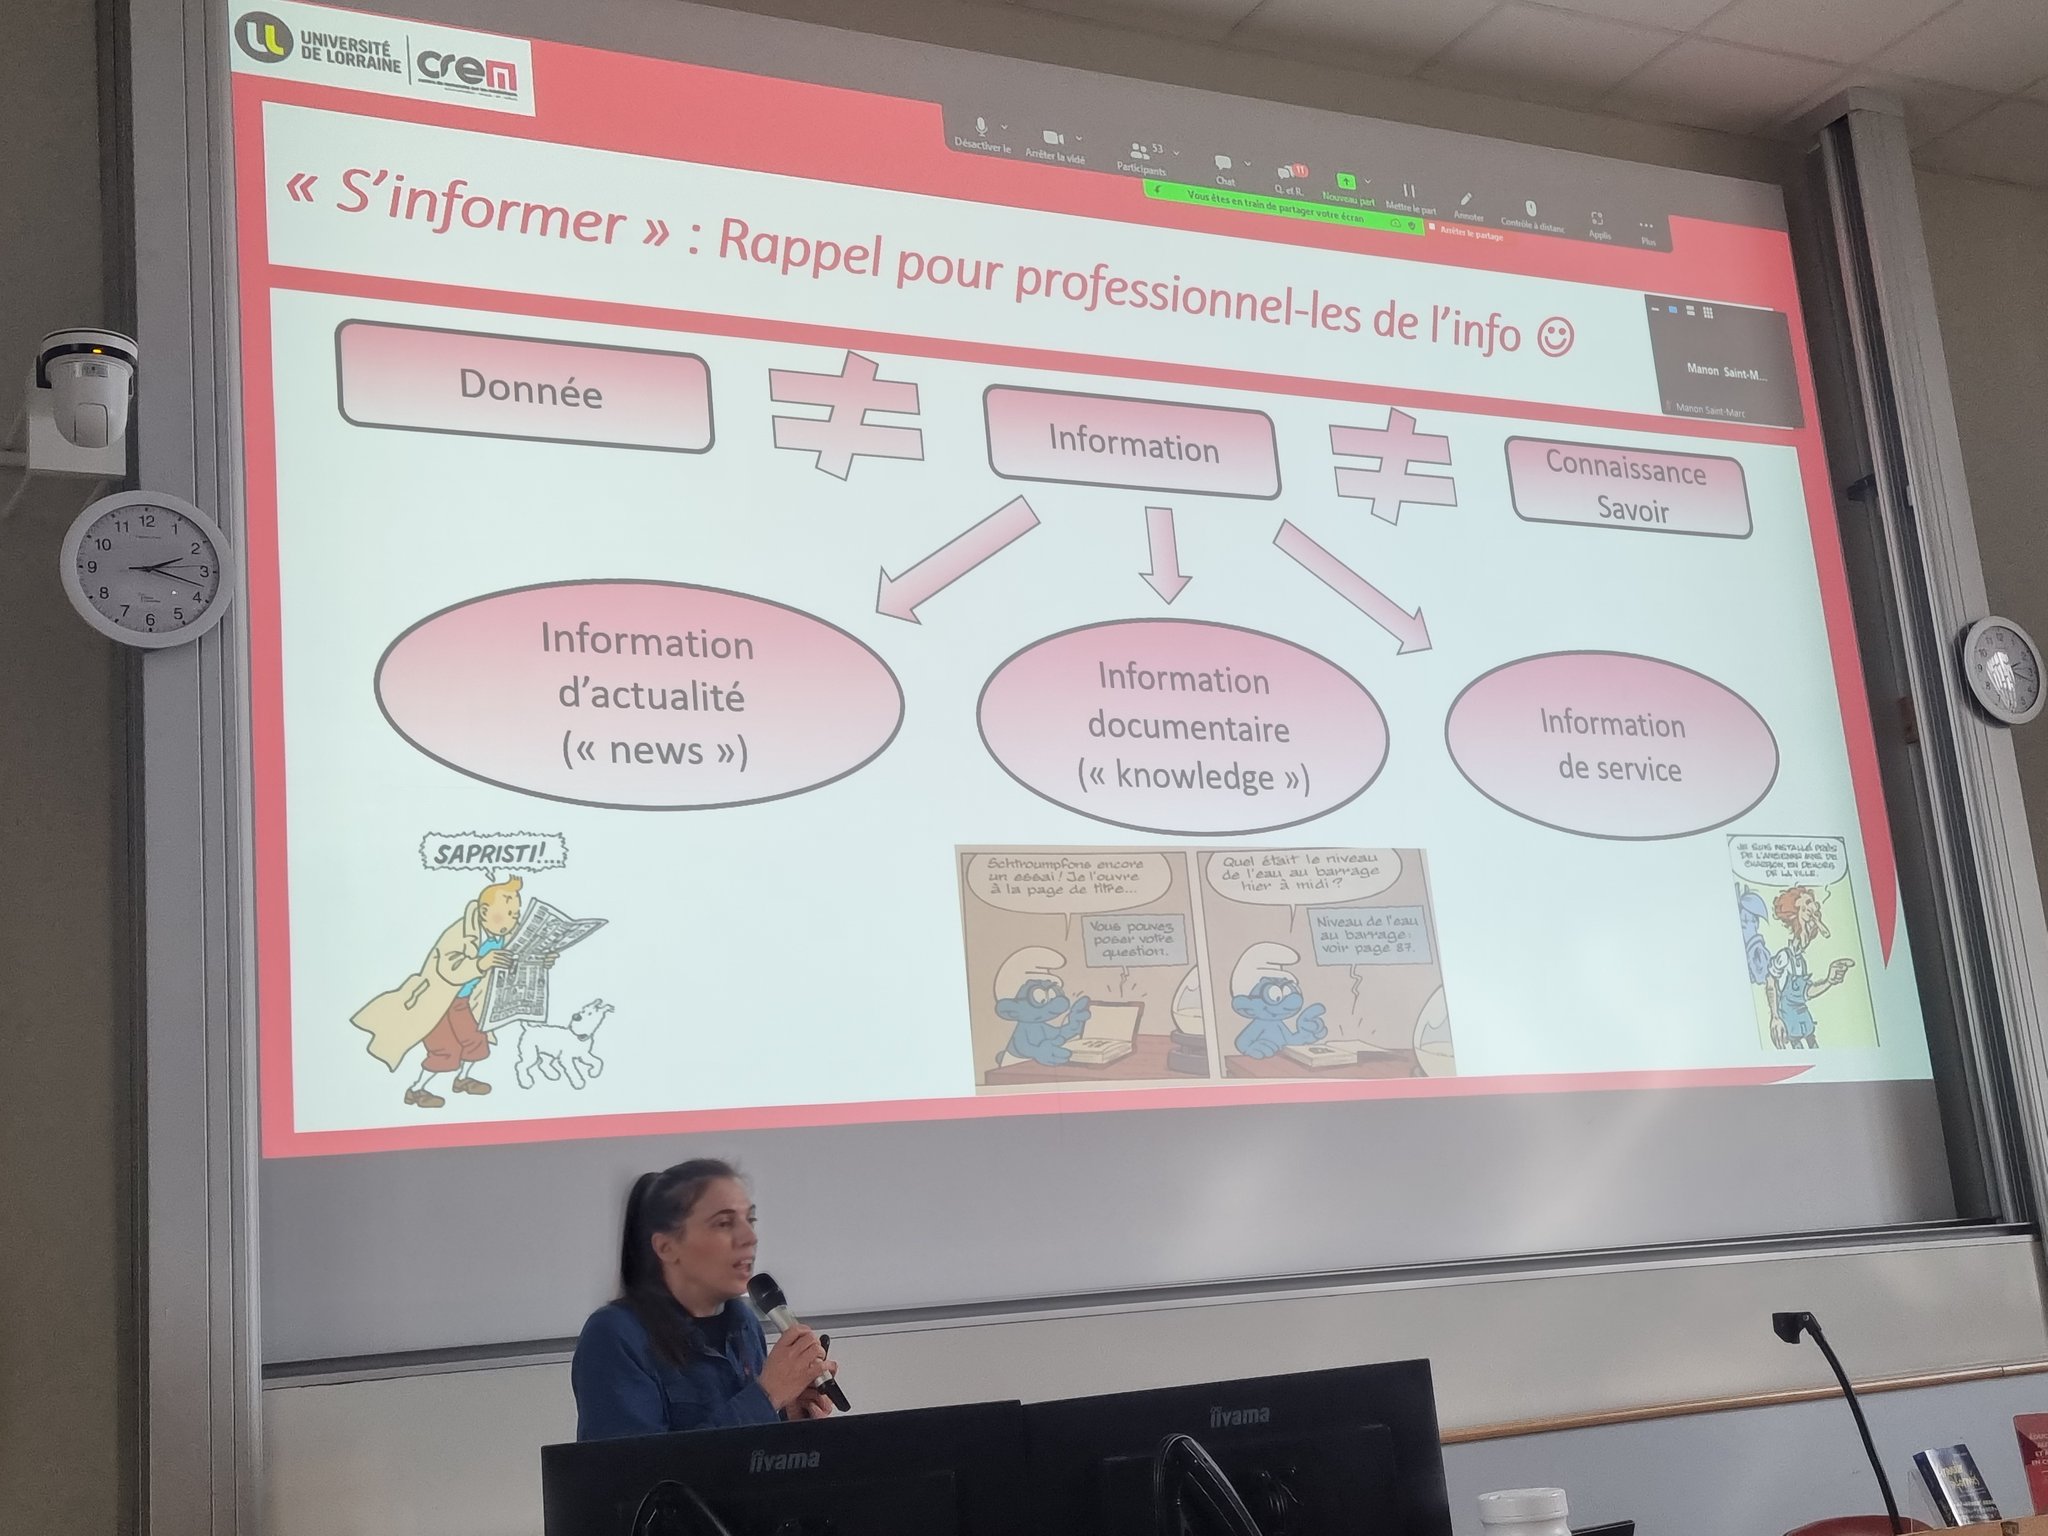 UNIVERSITÉ
DE LORRAINE
crem
Désactiver le
Arrêter la vidé
53
Participants
Chat
11
Q. et R.
Nouveau part
Mettre le part
Annoter
Contrôle à distanc
Applis
Plus
Vous êtes en train de partager votre écran
Arrêter le partage
« S'informer » : Rappel pour professionnel-les de l'info
Manon Saint-M...
Manon Saint-Marc
Donnée
≠
Information
≠
Connaissance
Savoir
Information
d'actualité
(« news »)
Information
documentaire
(« knowledge »)
Information
de service
SAPRISTI!...
Schtroumpfons encore
un essai! Je l'ouvre
à la page de titre...
Vous pouvez
poser votre
question.
Quel était le niveau
de l'eau au barrage
hier à midi?
Niveau de l'eau
au barrage:
voir page 87.
JE SUIS INSTALLÉ PRÈS
DE L'ANCIENNE MINE DE
CHARBON, EN DEHORS
DE LA VILLE.
12
1
2
3
4
5
6
7
8
9
10
11
iiyama
iiyama